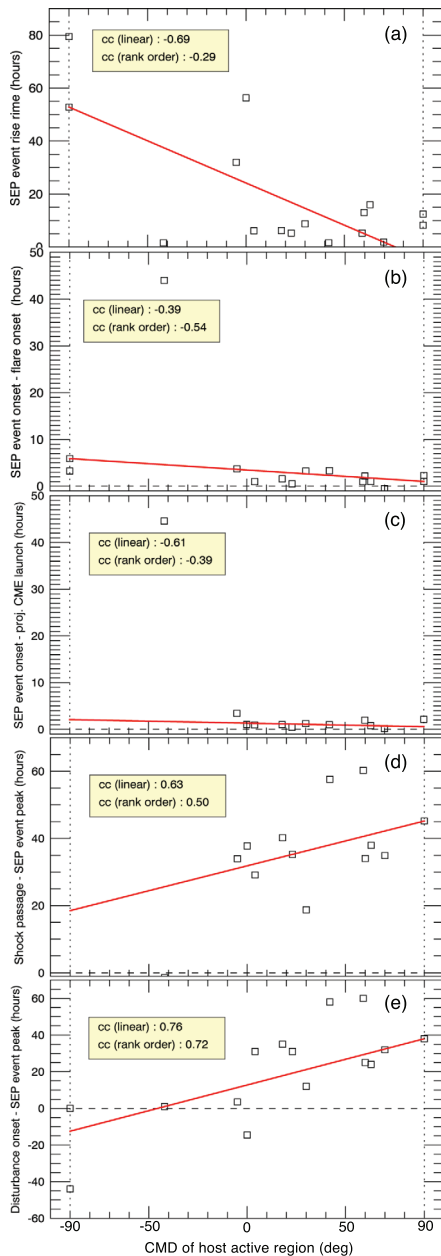 (a)
cc (linear) : -0.69
cc (rank order) : -0.29
SEP event rise rime (hours)
80
60
40
20
0
(b)
cc (linear) : -0.39
cc (rank order) : -0.54
SEP event onset - flare onset (hours)
50
40
30
20
10
0
(c)
cc (linear) : -0.61
cc (rank order) : -0.39
SEP event onset - proj. CME launch (hours)
50
40
30
20
10
0
(d)
cc (linear) : 0.63
cc (rank order) : 0.50
Shock passage - SEP event peak (hours)
60
40
20
0
(e)
cc (linear) : 0.76
cc (rank order) : 0.72
Disturbance onset - SEP event peak (hours)
60
40
20
0
-20
-40
-60
-90 -50 0 50 90
CMD of host active region (deg)